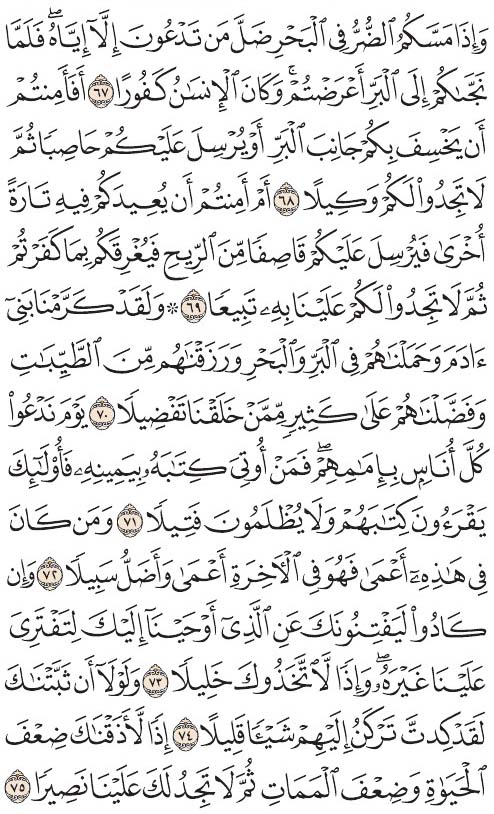 وَإِذَا مَسَّكُمُ ٱلضُّرُّ فِى ٱلْبَحْرِ ضَلَّ مَن تَدْعُونَ إِلَّآ إِيَّاهُ ۖ فَلَمَّا
نَجَّىٰكُمْ إِلَى ٱلْبَرِّ أَعْرَضْتُمْ ۚ وَكَانَ ٱلْإِنسَٰنُ كَفُورًا ٦٧ أَفَأَمِنتُمْ
أَن يَخْسِفَ بِكُمْ جَانِبَ ٱلْبَرِّ أَوْ يُرْسِلَ عَلَيْكُمْ حَاصِبًا ثُمَّ
لَا تَجِدُوا۟ لَكُمْ وَكِيلًا ٦٨ أَمْ أَمِنتُمْ أَن يُعِيدَكُمْ فِيهِ تَارَةً
أُخْرَىٰ فَيُرْسِلَ عَلَيْكُمْ قَاصِفًا مِّنَ ٱلرِّيحِ فَيُغْرِقَكُم بِمَا كَفَرْتُمْ
ثُمَّ لَا تَجِدُوا۟ لَكُمْ عَلَيْنَا بِهِۦ تَبِيعًا ٦٩ * وَلَقَدْ كَرَّمْنَا بَنِىٓ
ءَادَمَ وَحَمَلْنَٰهُمْ فِى ٱلْبَرِّ وَٱلْبَحْرِ وَرَزَقْنَٰهُم مِّنَ ٱلطَّيِّبَٰتِ
وَفَضَّلْنَٰهُمْ عَلَىٰ كَثِيرٍ مِّمَّنْ خَلَقْنَا تَفْضِيلًا ٧٠ يَوْمَ نَدْعُوا۟
كُلَّ أُنَاسٍۭ بِإِمَٰمِهِمْ ۖ فَمَنْ أُوتِىَ كِتَٰبَهُۥ بِيَمِينِهِۦ فَأُو۟لَٰٓئِكَ
يَقْرَءُونَ كِتَٰبَهُمْ وَلَا يُظْلَمُونَ فَتِيلًا ٧١ وَمَن كَانَ
فِى هَٰذِهِۦٓ أَعْمَىٰ فَهُوَ فِى ٱلْءَاخِرَةِ أَعْمَىٰ وَأَضَلُّ سَبِيلًا ٧٢ وَإِن
كَادُوا۟ لَيَفْتِنُونَكَ عَنِ ٱلَّذِىٓ أَوْحَيْنَآ إِلَيْكَ لِتَفْتَرِىَ
عَلَيْنَا غَيْرَهُۥ ۖ وَإِذًا لَّٱتَّخَذُوكَ خَلِيلًا ٧٣ وَلَوْلَآ أَن ثَبَّتْنَٰكَ
لَقَدْ كِدتَّ تَرْكَنُ إِلَيْهِمْ شَيْـًٔا قَلِيلًا ٧٤ إِذًا لَّأَذَقْنَٰكَ ضِعْفَ
ٱلْحَيَوٰةِ وَضِعْفَ ٱلْمَمَاتِ ثُمَّ لَا تَجِدُ لَكَ عَلَيْنَا نَصِيرًا ٧٥